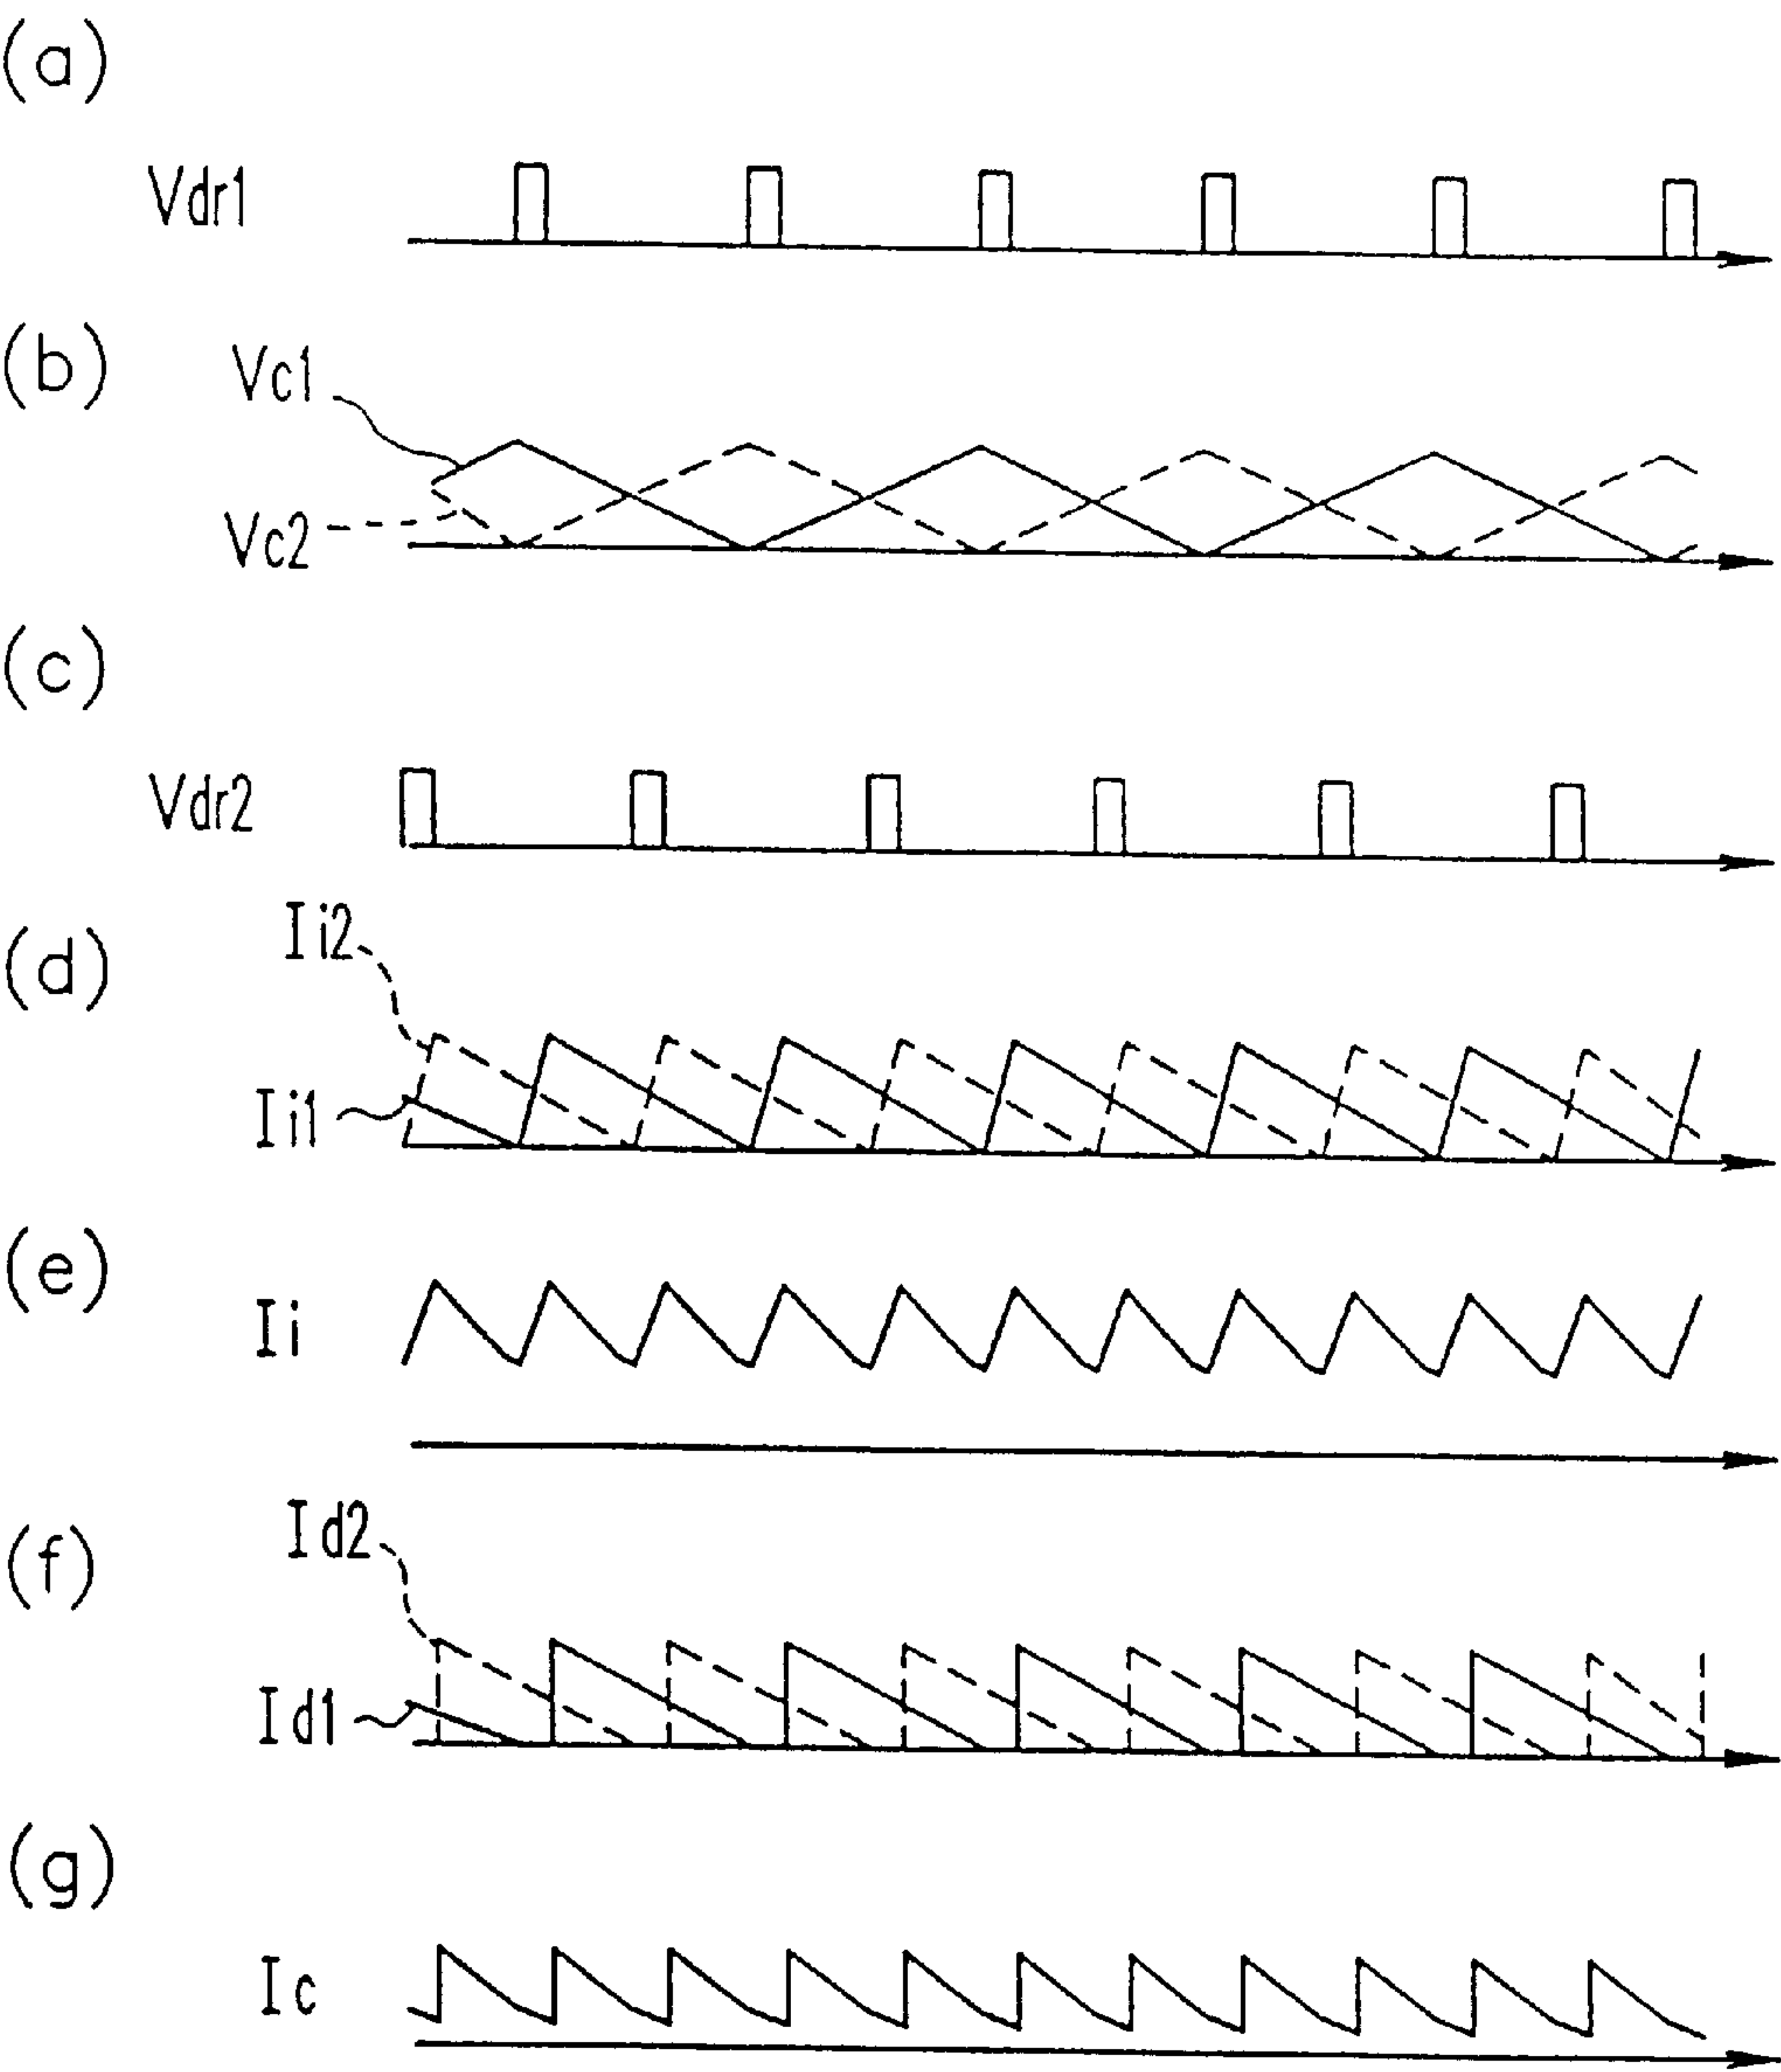 (a)
Vdr1
(b)
Vc1
Vc2
(c)
Vdr2
(d)
Ii2
Ii1
(e)
Ii
(f)
Id2
Id1
(g)
Ic